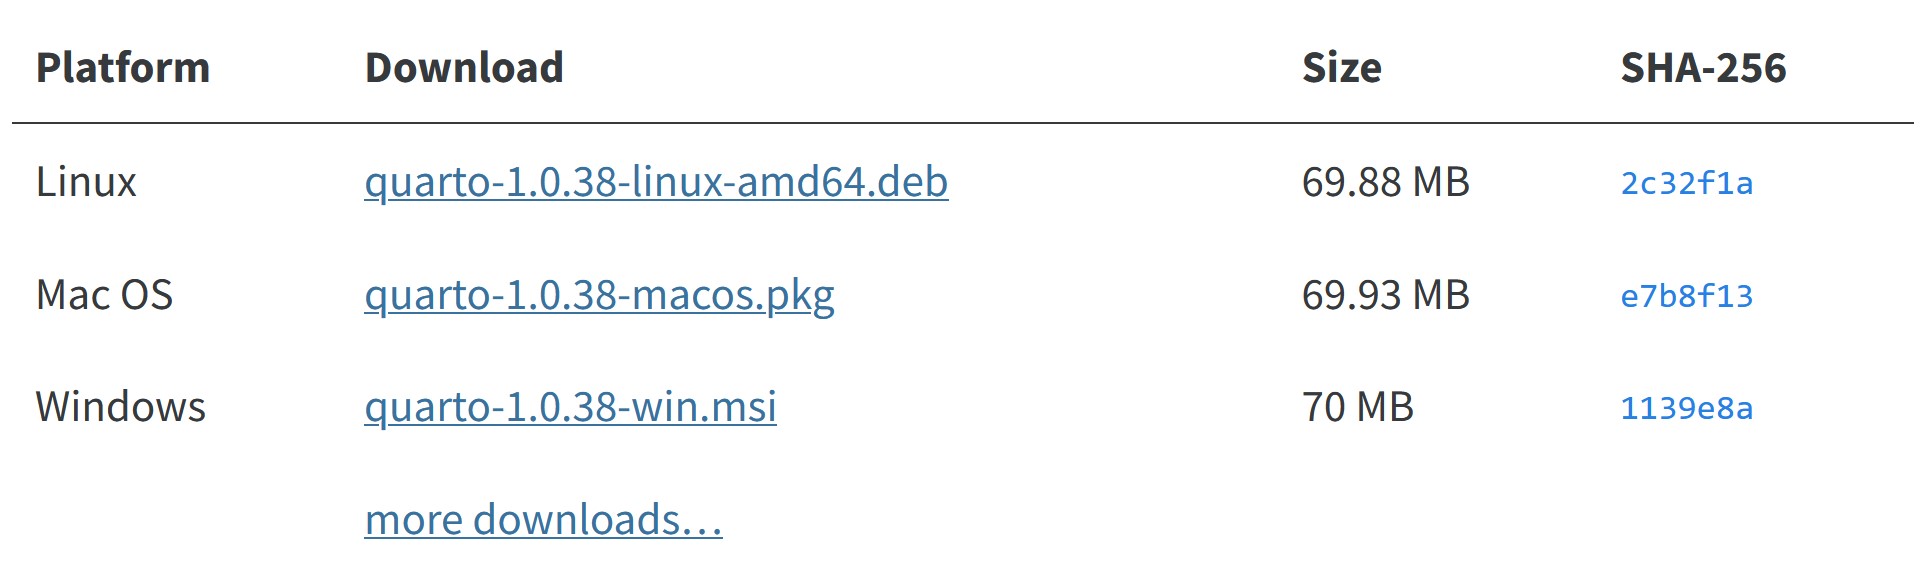 Platform Download Size SHA-256
Linux quarto-1.0.38-linux-amd64.deb 69.88 MB 2c32f1a
Mac OS quarto-1.0.38-macos.pkg 69.93 MB e7b8f13
Windows quarto-1.0.38-win.msi 70 MB 1139e8a
more downloads…